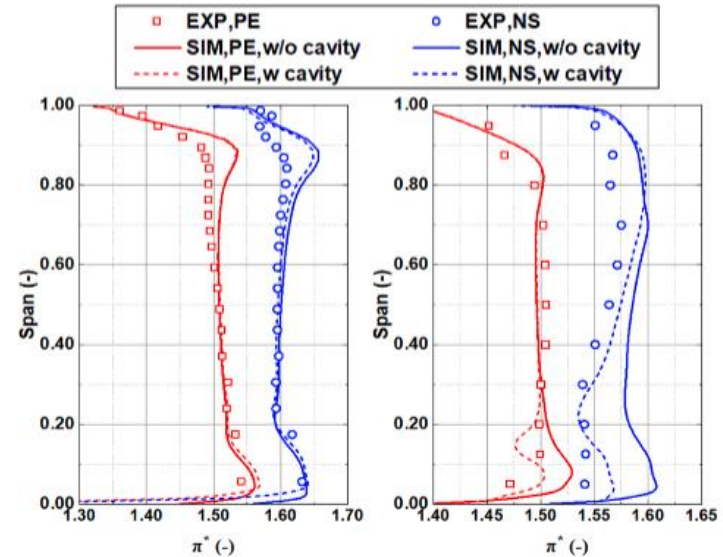 EXP,PE EXP,NS
SIM,PE,w/o cavity SIM,NS,w/o cavity
SIM,PE,w cavity SIM,NS,w cavity
1.00 1.00
0.80 0.80
0.60 0.60
0.40 0.40
0.20 0.20
0.00 0.00
Span (-) Span (-)
1.30 1.40 1.50 1.60 1.70 1.40 1.45 1.50 1.55 1.60 1.65
π* (-) π* (-)